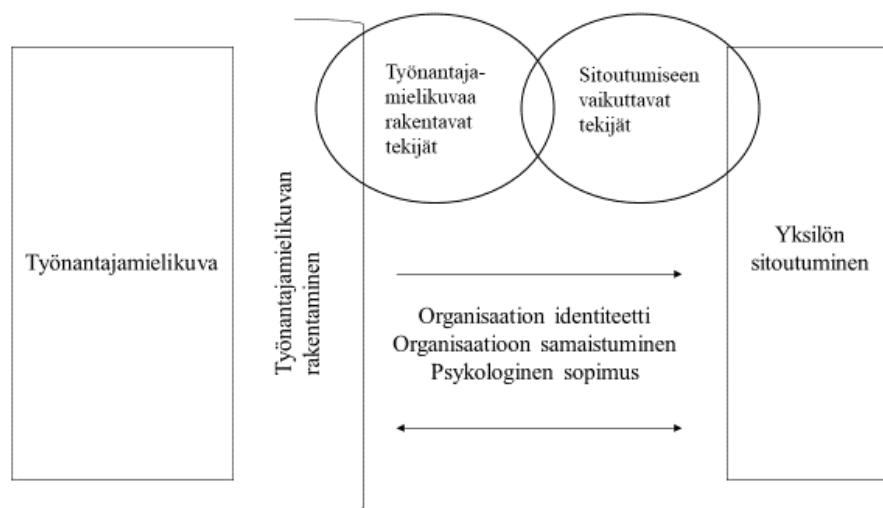 Työnantaja-
mielikuvaa
rakentavat
tekijät
Sitoutumiseen
vaikuttavat
tekijät
Työnantajamielikuva
Työnantajamielikuvan
rakentaminen
Yksilön
sitoutuminen
Organisaation identiteetti
Organisaatioon samaistuminen
Psykologinen sopimus